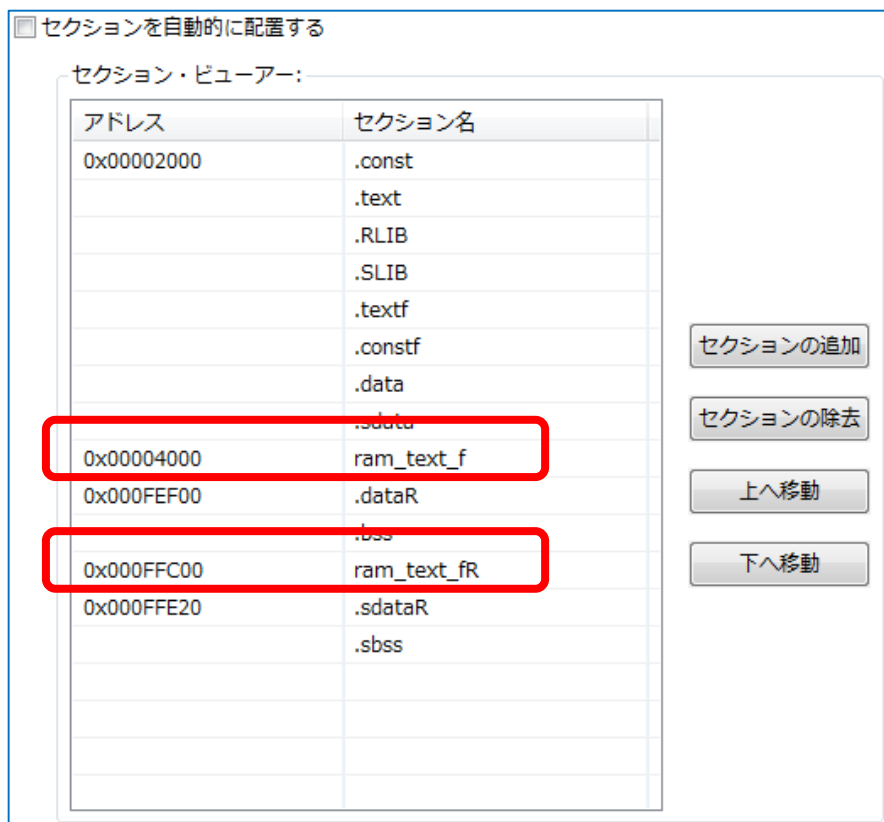 セクションを自動的に配置する
セクション・ビューアー:
アドレス セクション名
0x00002000 .const
.text
.RLIB
.SLIB
.textf
.constf
.data
.sdata
0x00004000 ram_text_f
0x000FEF00 .dataR
.bss
0x000FFC00 ram_text_fR
0x000FFE20 .sdataR
.sbss
セクションの追加
セクションの除去
上へ移動
下へ移動